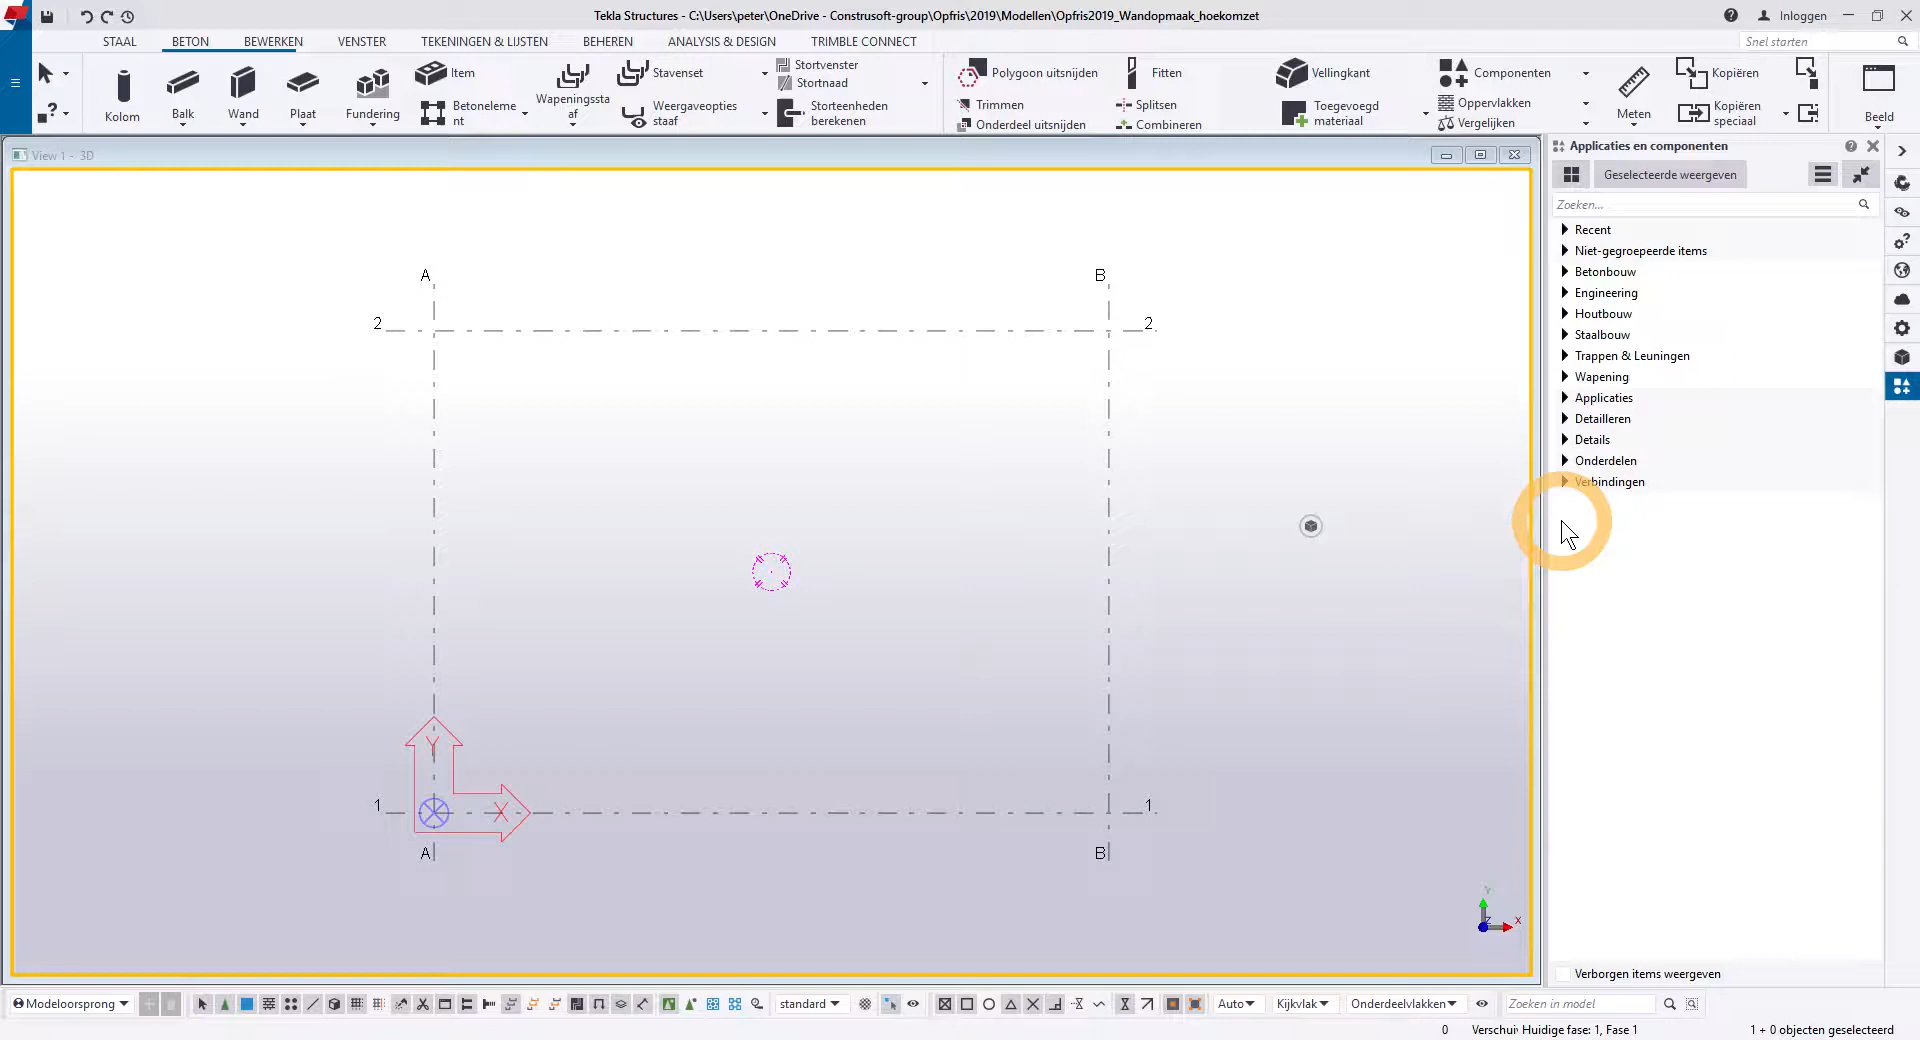 Tekla Structures - C:\Users\peter\OneDrive - Construsoft-group\Opfris\2019\Modellen\Opfris2019_Wandopmaak_hoekomzet
Inloggen
STAAL BETON BEWERKEN VENSTER TEKENINGEN & LIJSTEN BEHEREN ANALYSIS & DESIGN TRIMBLE CONNECT
Snel starten
Kolom
Balk
Wand
Plaat
Fundering
Item
Betoneleme
nt
Wapeningssta
af
Stavenset
Weergaveopties
staaf
Stortvenster
Stortnaad
Storteenheden
berekenen
Polygoon uitsnijden
Trimmen
Onderdeel uitsnijden
Fitten
Splitsen
Combineren
Vellingkant
Toegevoegd
materiaal
Componenten
Oppervlakken
Vergelijken
Meten
Kopiëren
Kopiëren
speciaal
Beeld
View 1 - 3D
A B
2 2
1 1
A B
Y
X
Y
Z
X
Applicaties en componenten
Geselecteerde weergeven
Zoeken...
Recent
Niet-gegroepeerde items
Betonbouw
Engineering
Houtbouw
Staalbouw
Trappen & Leuningen
Wapening
Applicaties
Detailleren
Details
Onderdelen
Verbindingen
Verborgen items weergeven
Modeloorsprong
standard
Auto
Kijkvlak
Onderdeelvlakken
Zoeken in model
0
Verschui Huidige fase: 1, Fase 1
1 + 0 objecten geselecteerd